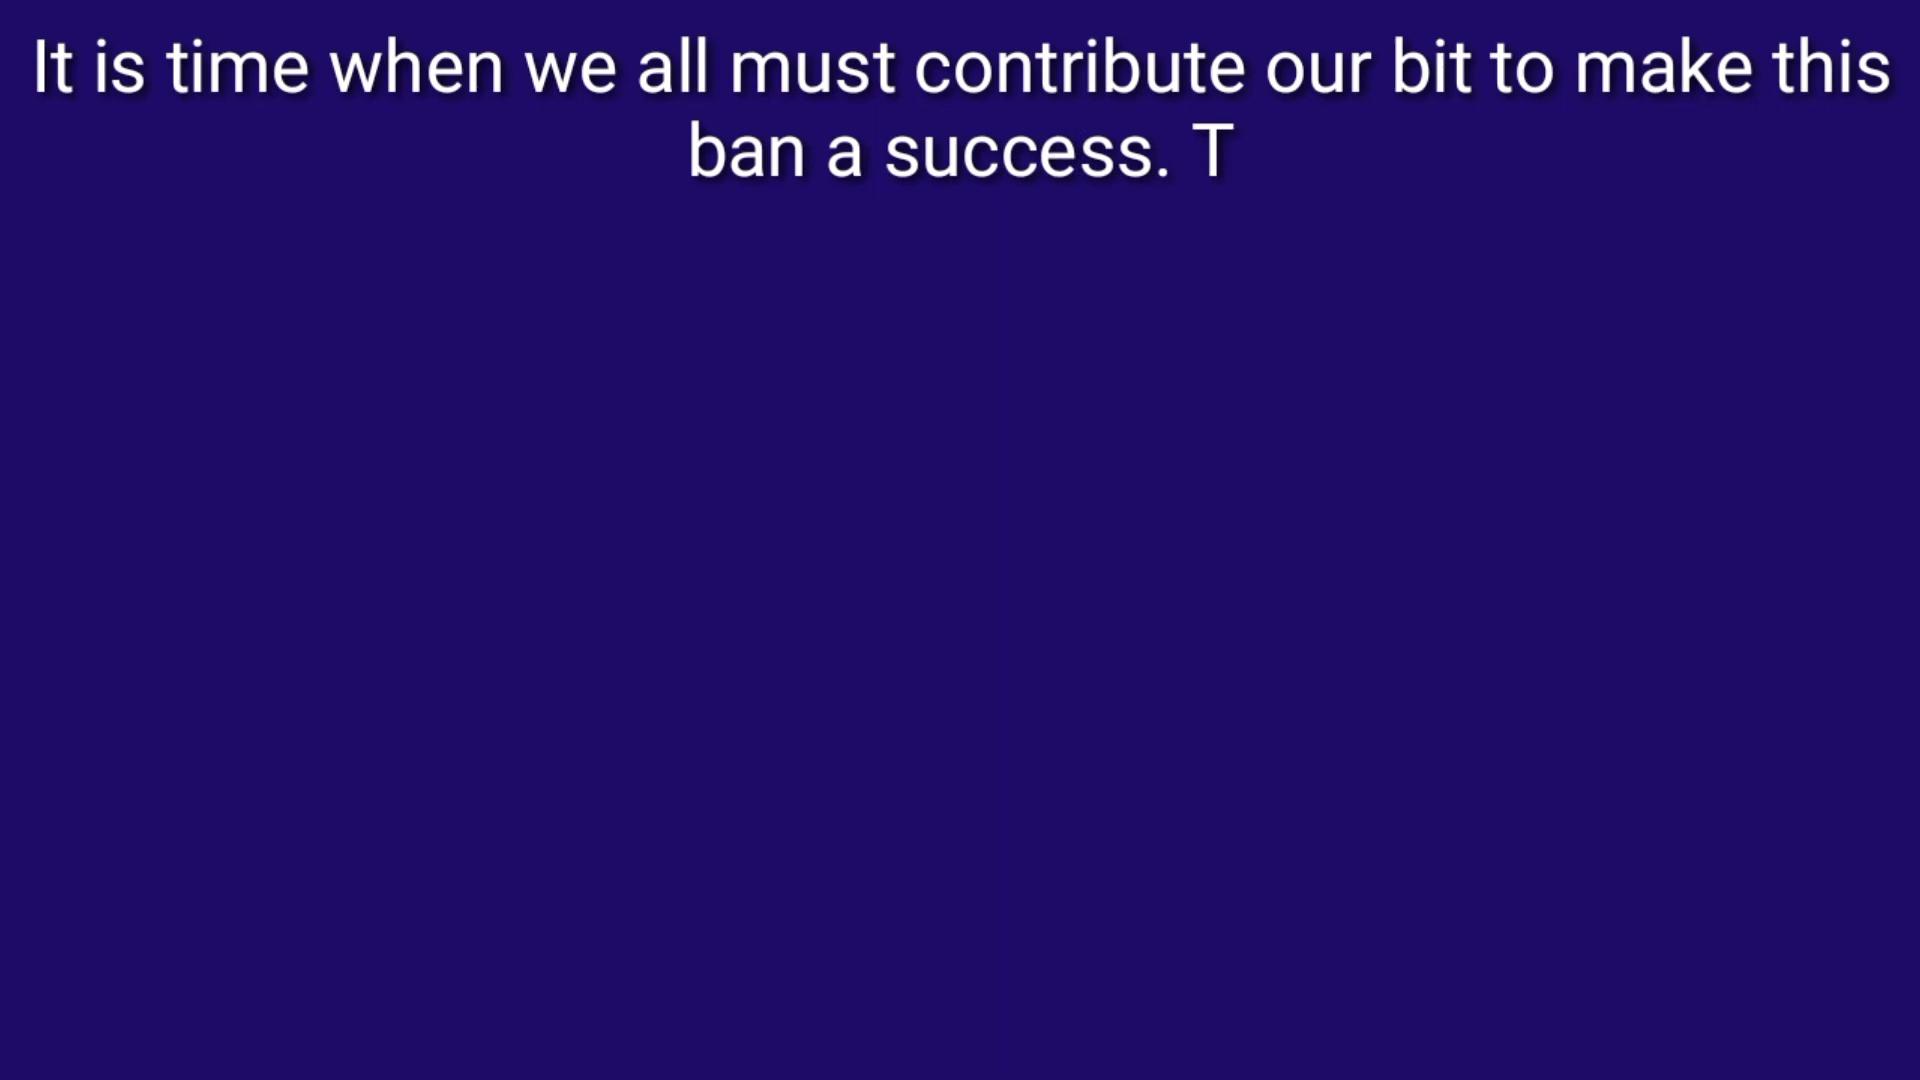 It is time when we all must contribute our bit to make this
ban a success. T